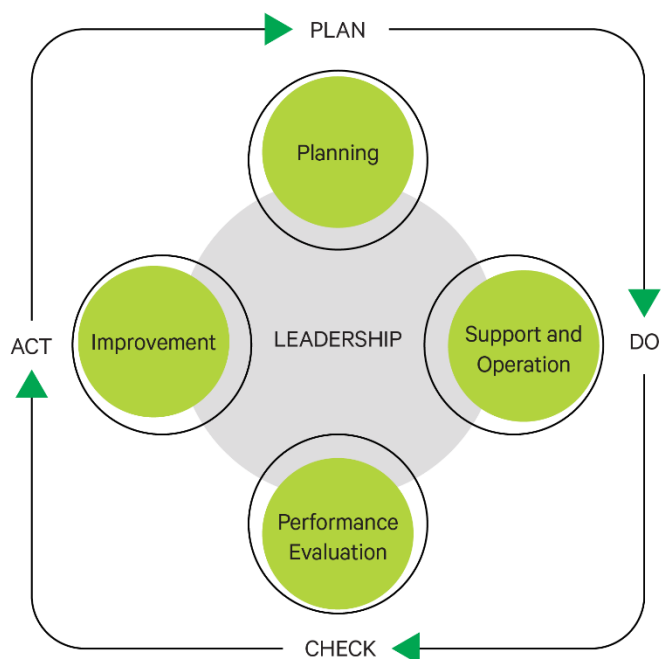 PLAN
Planning
ACT
Improvement
LEADERSHIP
Support and
Operation
DO
Performance
Evaluation
CHECK